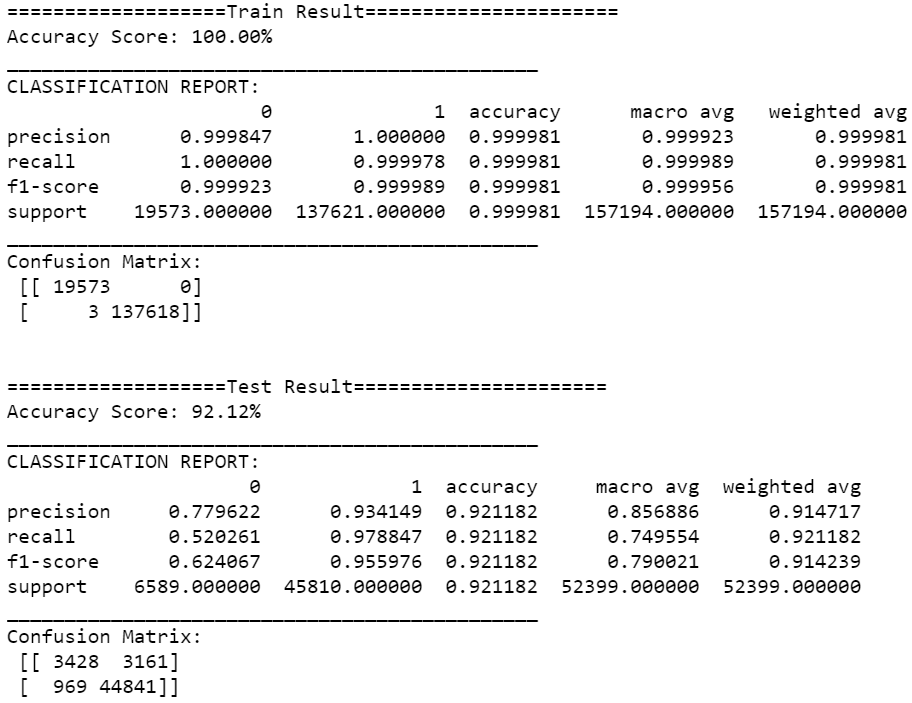 ===================Train Result======================
Accuracy Score: 100.00%
_______________________________________________
CLASSIFICATION REPORT:
                      0              1  accuracy      macro avg   weighted avg
precision      0.999847       1.000000  0.999981       0.999923       0.999981
recall         1.000000       0.999978  0.999981       0.999989       0.999981
f1-score       0.999923       0.999989  0.999981       0.999956       0.999981
support    19573.000000  137621.000000  0.999981  157194.000000  157194.000000
_______________________________________________
Confusion Matrix:
 [[ 19573      0]
 [     3 137618]]
===================Test Result======================
Accuracy Score: 92.12%
_______________________________________________
CLASSIFICATION REPORT:
                     0             1  accuracy     macro avg  weighted avg
precision     0.779622      0.934149  0.921182      0.856886      0.914717
recall        0.520261      0.978847  0.921182      0.749554      0.921182
f1-score      0.624067      0.955976  0.921182      0.790021      0.914239
support    6589.000000  45810.000000  0.921182  52399.000000  52399.000000
_______________________________________________
Confusion Matrix:
 [[ 3428  3161]
 [  969 44841]]